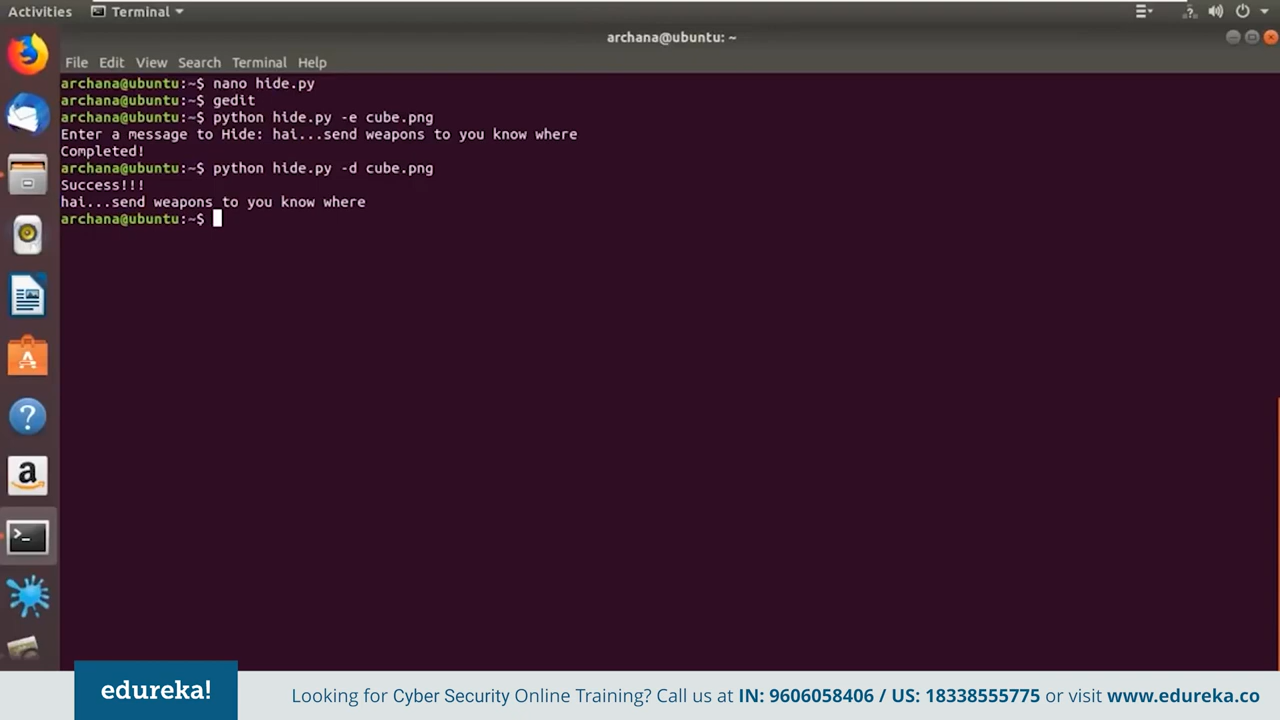 Activities Terminal
archana@ubuntu: ~
File Edit View Search Terminal Help
archana@ubuntu:~$ nano hide.py
archana@ubuntu:~$ gedit
archana@ubuntu:~$ python hide.py -e cube.png
Enter a message to Hide: hai...send weapons to you know where
Completed!
archana@ubuntu:~$ python hide.py -d cube.png
Success!!!
hai...send weapons to you know where
archana@ubuntu:~$
edureka!
Looking for Cyber Security Online Training? Call us at IN: 9606058406 / US: 18338555775 or visit www.edureka.co